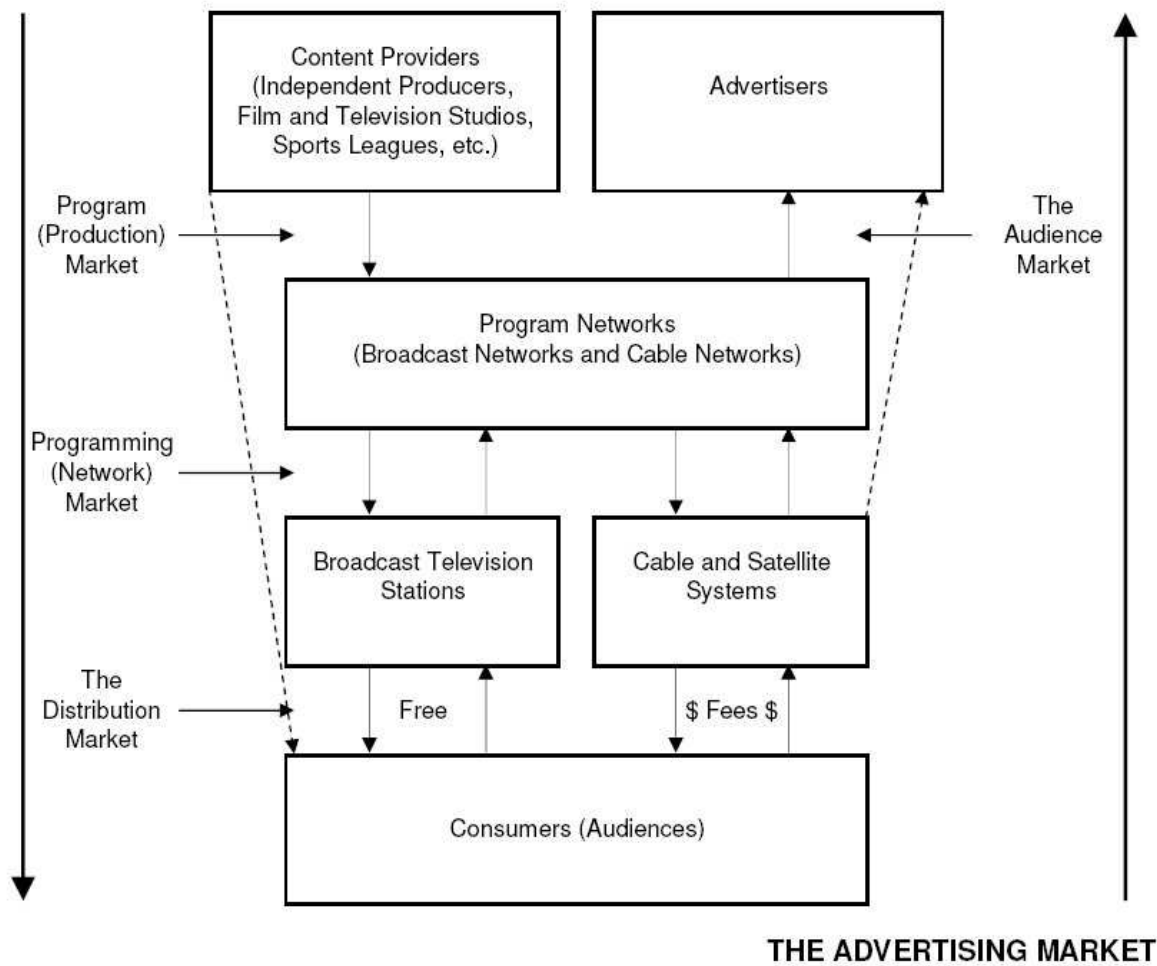 Content Providers
(Independent Producers,
Film and Television Studios,
Sports Leagues, etc.)
Advertisers
Program
(Production)
Market
The
Audience
Market
Program Networks
(Broadcast Networks and Cable Networks)
Programming
(Network)
Market
Broadcast Television
Stations
Cable and Satellite
Systems
The
Distribution
Market
Free
$ Fees $
Consumers (Audiences)
THE ADVERTISING MARKET